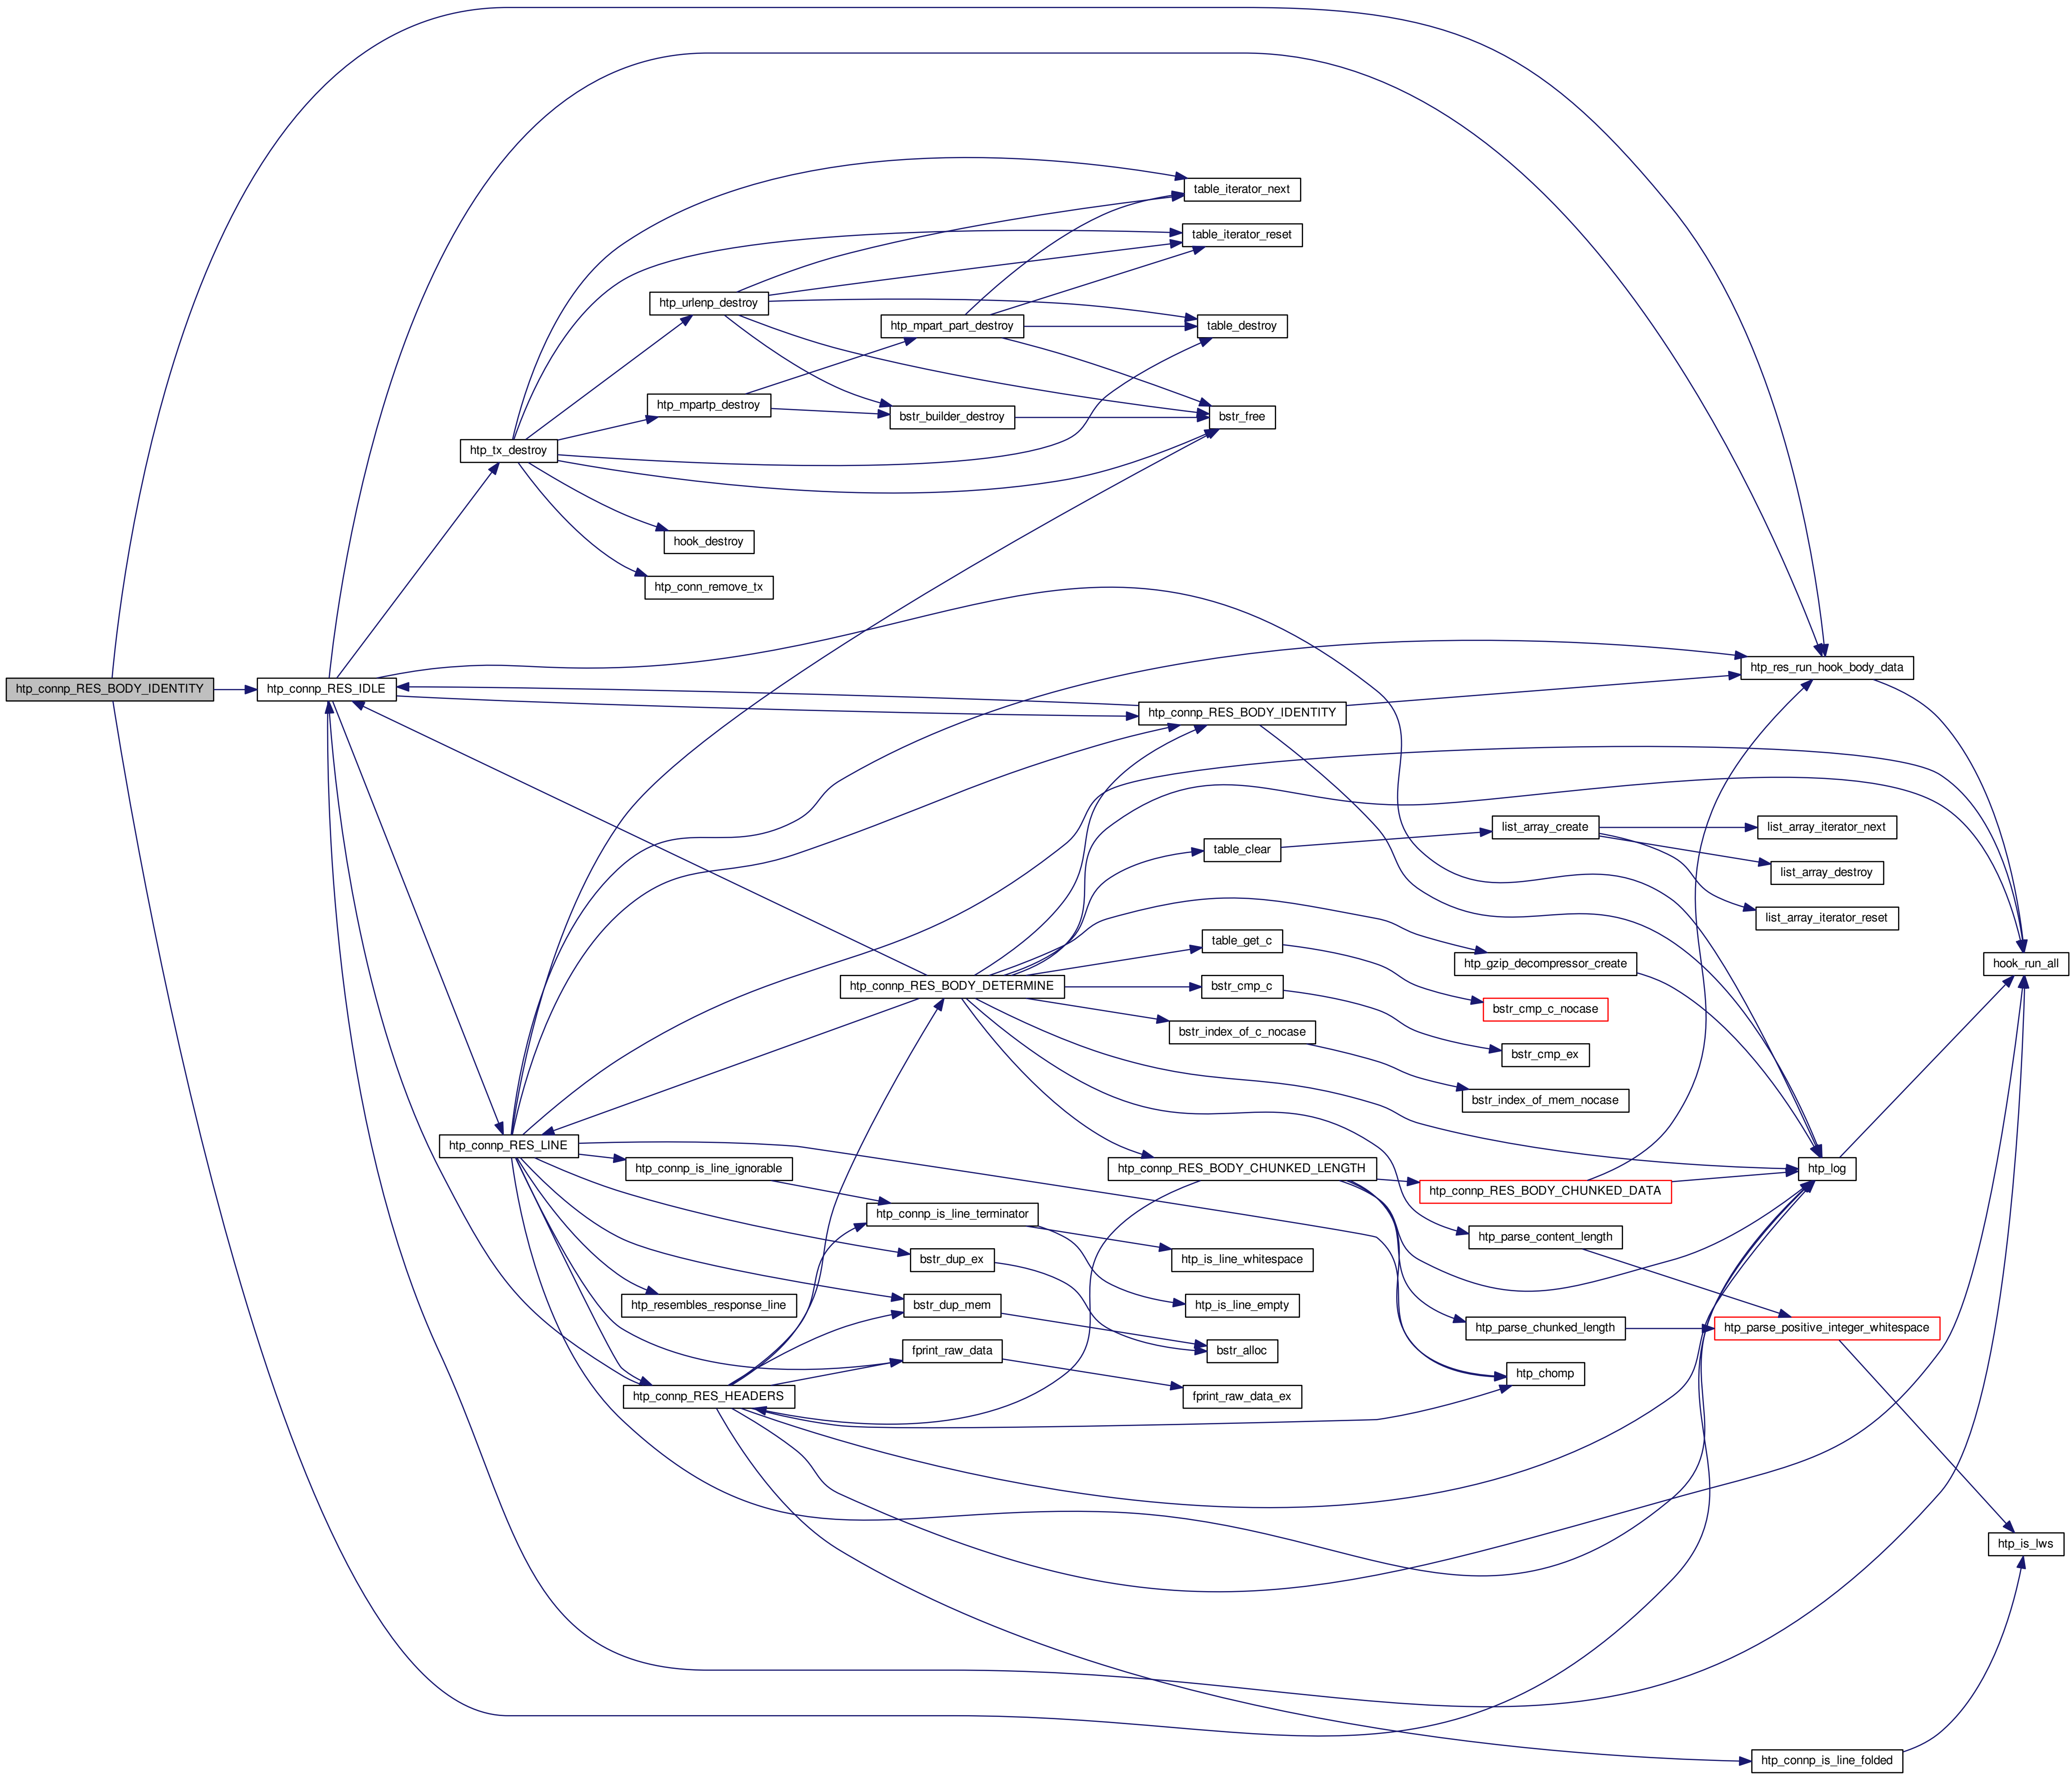 table_iterator_next
table_iterator_reset
htp_urlenp_destroy
htp_mpart_part_destroy
table_destroy
htp_mpartp_destroy
bstr_builder_destroy
bstr_free
htp_tx_destroy
hook_destroy
htp_conn_remove_tx
htp_res_run_hook_body_data
htp_connp_RES_BODY_IDENTITY
htp_connp_RES_IDLE
htp_connp_RES_BODY_IDENTITY
list_array_create
list_array_iterator_next
table_clear
list_array_destroy
list_array_iterator_reset
table_get_c
htp_gzip_decompressor_create
hook_run_all
htp_connp_RES_BODY_DETERMINE
bstr_cmp_c
bstr_cmp_c_nocase
bstr_index_of_c_nocase
bstr_cmp_ex
bstr_index_of_mem_nocase
htp_connp_RES_LINE
htp_connp_is_line_ignorable
htp_connp_RES_BODY_CHUNKED_LENGTH
htp_log
htp_connp_RES_BODY_CHUNKED_DATA
htp_connp_is_line_terminator
htp_parse_content_length
bstr_dup_ex
htp_is_line_whitespace
htp_resembles_response_line
bstr_dup_mem
htp_is_line_empty
htp_parse_chunked_length
htp_parse_positive_integer_whitespace
fprint_raw_data
bstr_alloc
htp_chomp
htp_connp_RES_HEADERS
fprint_raw_data_ex
htp_is_lws
htp_connp_is_line_folded